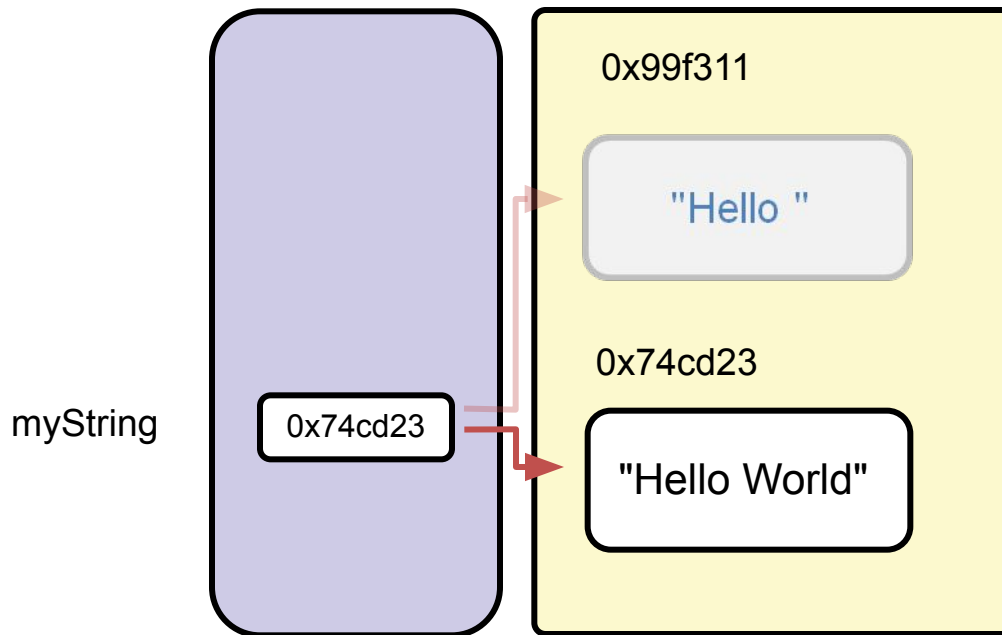 0x99f311
"Hello "
0x74cd23
myString
0x74cd23
"Hello World"